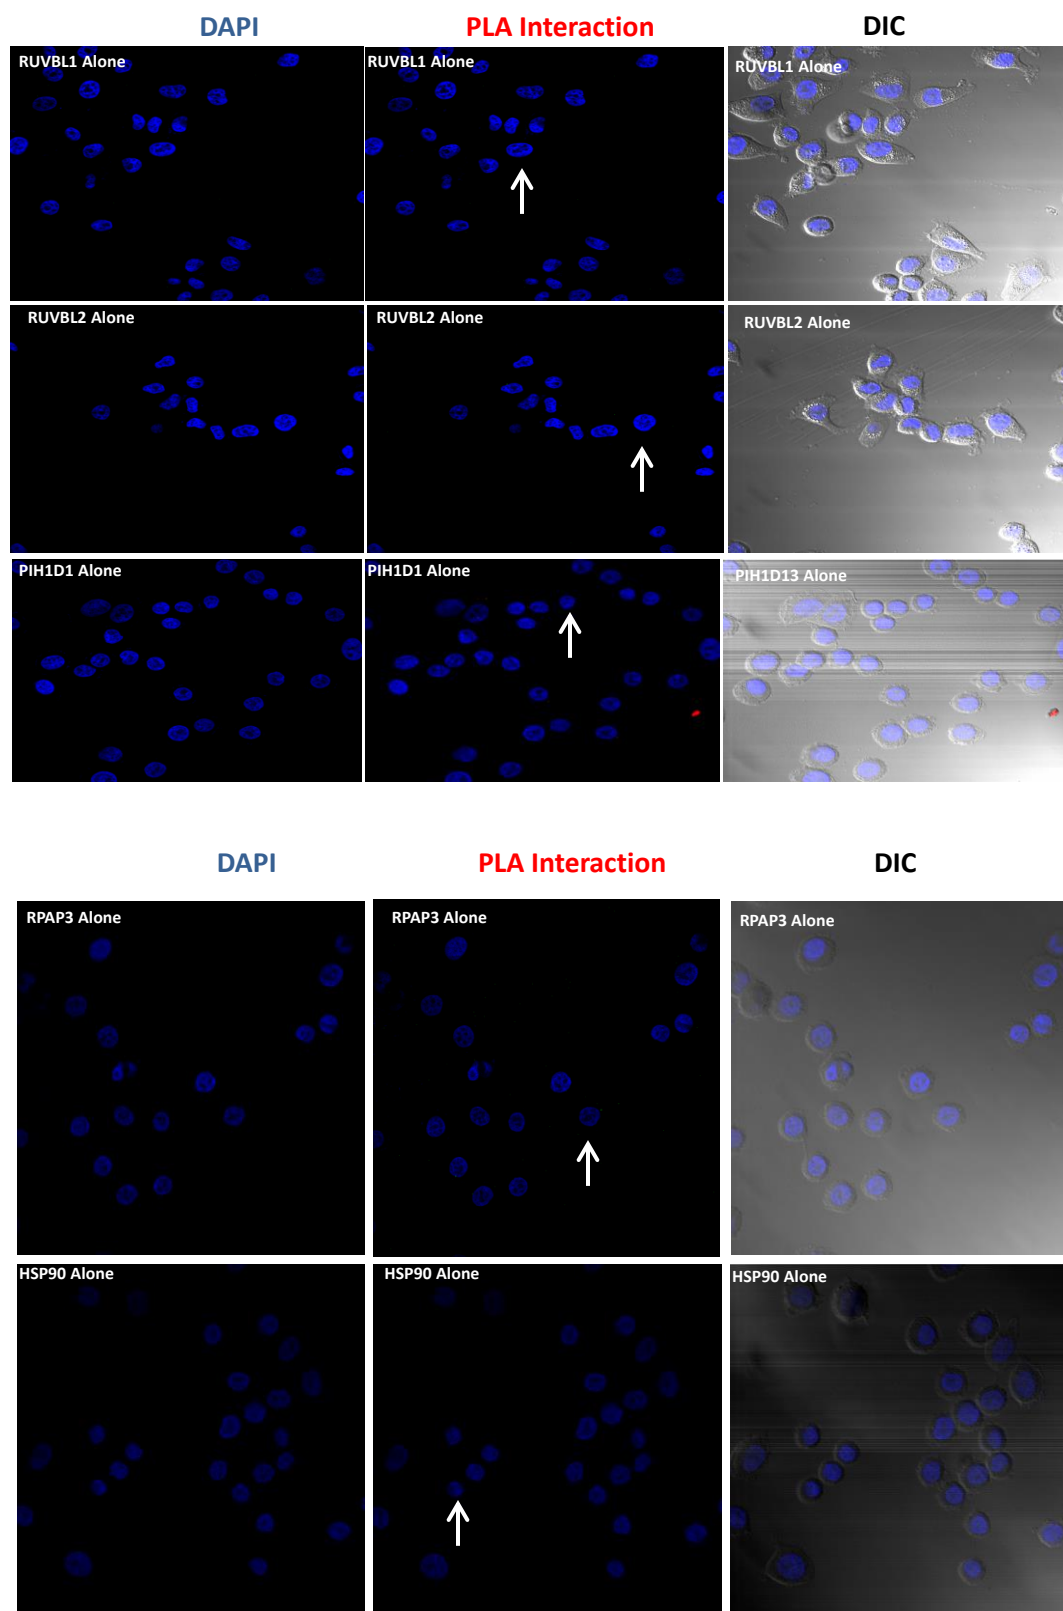 DAPI PLA Interaction DIC
RUVBL1 Alone RUVBL1 Alone RUVBL1 Alone
RUVBL2 Alone RUVBL2 Alone RUVBL2 Alone
PIH1D1 Alone PIH1D1 Alone PIH1D13 Alone
DAPI PLA Interaction DIC
RPAP3 Alone RPAP3 Alone RPAP3 Alone
HSP90 Alone HSP90 Alone HSP90 Alone